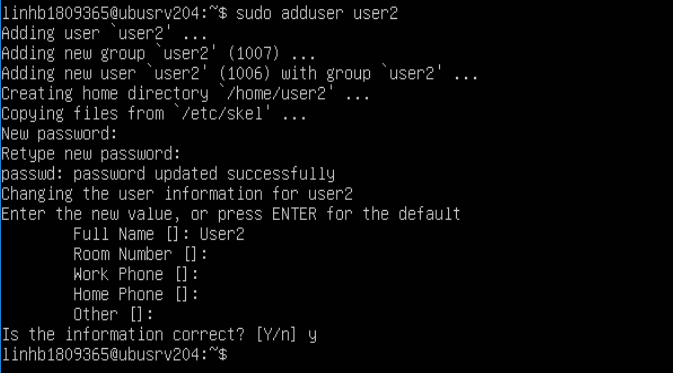 linhb1809365@ubusrv204:~$ sudo adduser user2
Adding user `user2' ...
Adding new group `user2' (1007) ...
Adding new user `user2' (1006) with group `user2' ...
Creating home directory `/home/user2' ...
Copying files from `/etc/skel' ...
New password:
Retype new password:
passwd: password updated successfully
Changing the user information for user2
Enter the new value, or press ENTER for the default
Full Name []: User2
Room Number []:
Work Phone []:
Home Phone []:
Other []:
Is the information correct? [Y/n] y
linhb1809365@ubusrv204:~$